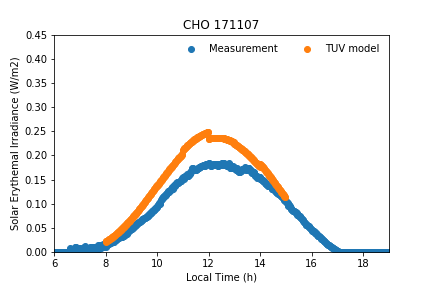 CHO 171107
Measurement
TUV model
Solar Erythemal Irradiance (W/m2)
0.45
0.40
0.35
0.30
0.25
0.20
0.15
0.10
0.05
0.00
6 8 10 12 14 16 18
Local Time (h)